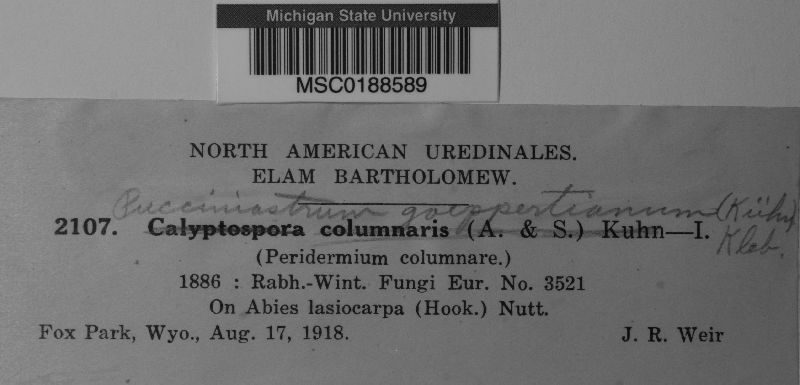 Michigan State University
MSC0188589
NORTH AMERICAN UREDINALES.
ELAM BARTHOLOMEW.
Pucciniastrum goeppertianum (Kühn) Kleb.
2107. Calyptospora columnaris (A. & S.) Kuhn—I.
(Peridermium columnare.)
1886 : Rabh.-Wint. Fungi Eur. No. 3521
On Abies lasiocarpa (Hook.) Nutt.
Fox Park, Wyo., Aug. 17, 1918. J. R. Weir